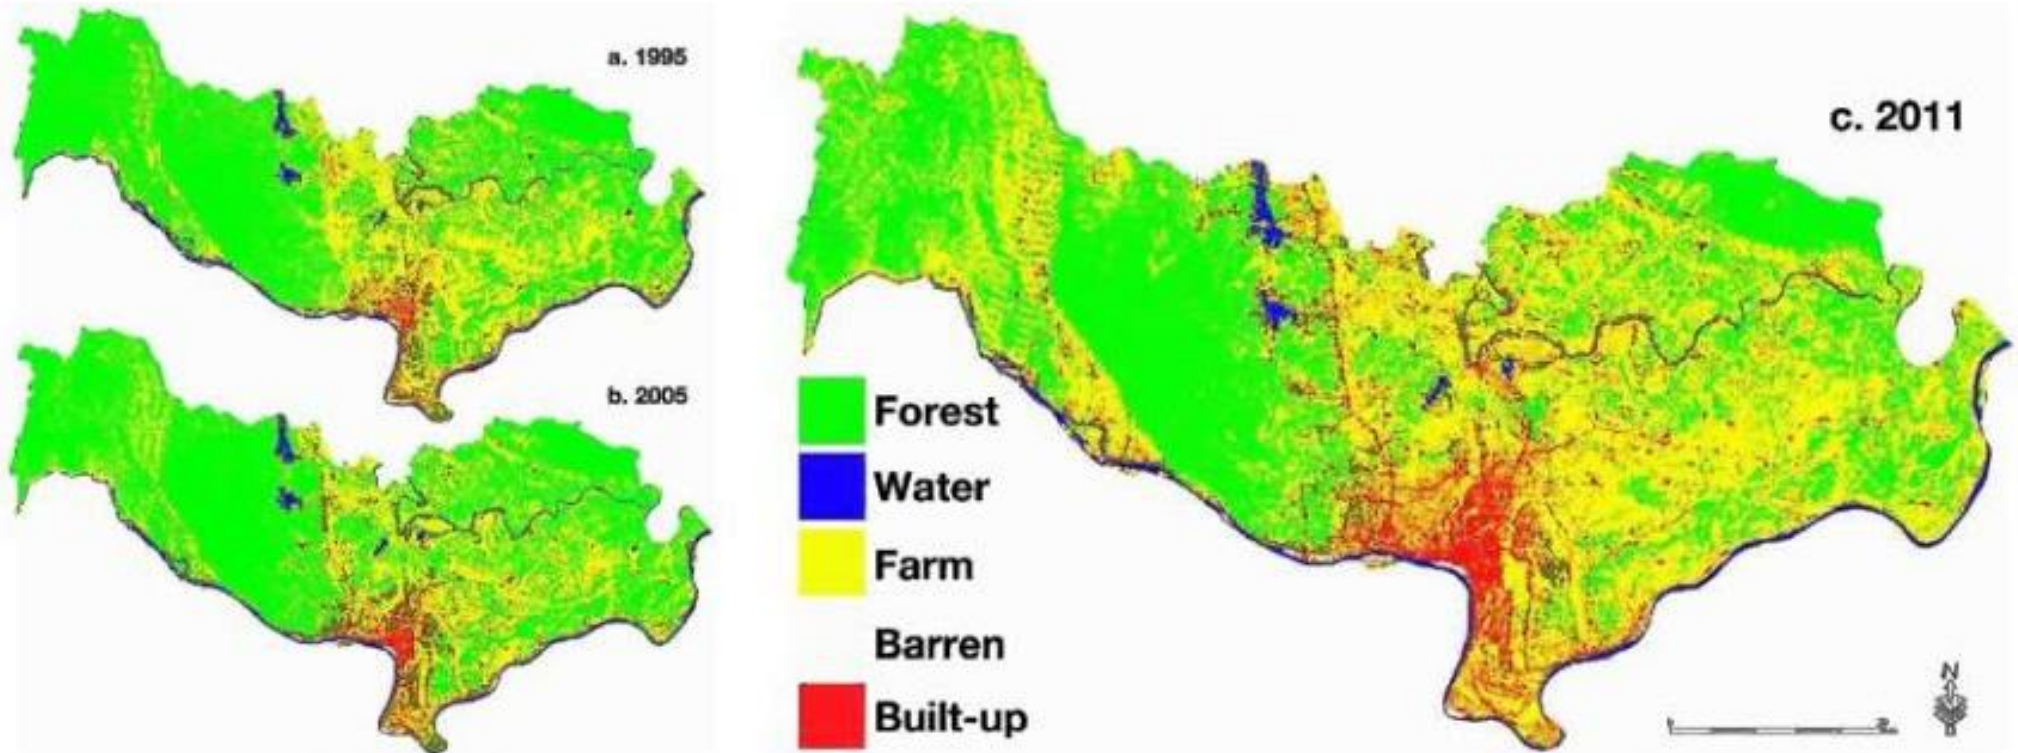 a. 1995
b. 2005
c. 2011
Forest
Water
Farm
Barren
Built-up
N